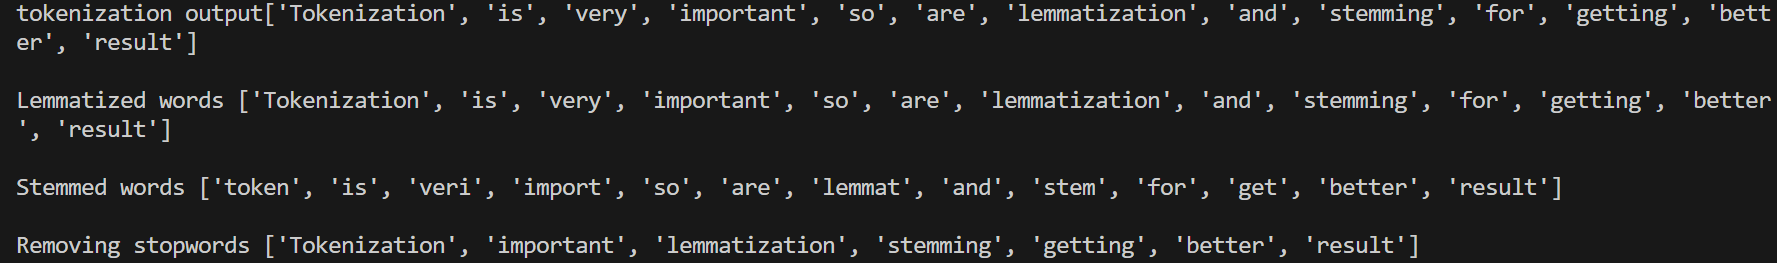 tokenization output['Tokenization', 'is', 'very', 'important', 'so', 'are', 'lemmatization', 'and', 'stemming', 'for', 'getting', 'bett
er', 'result']
Lemmatized words ['Tokenization', 'is', 'very', 'important', 'so', 'are', 'lemmatization', 'and', 'stemming', 'for', 'getting', 'better
', 'result']
Stemmed words ['token', 'is', 'veri', 'import', 'so', 'are', 'lemmat', 'and', 'stem', 'for', 'get', 'better', 'result']
Removing stopwords ['Tokenization', 'important', 'lemmatization', 'stemming', 'getting', 'better', 'result']